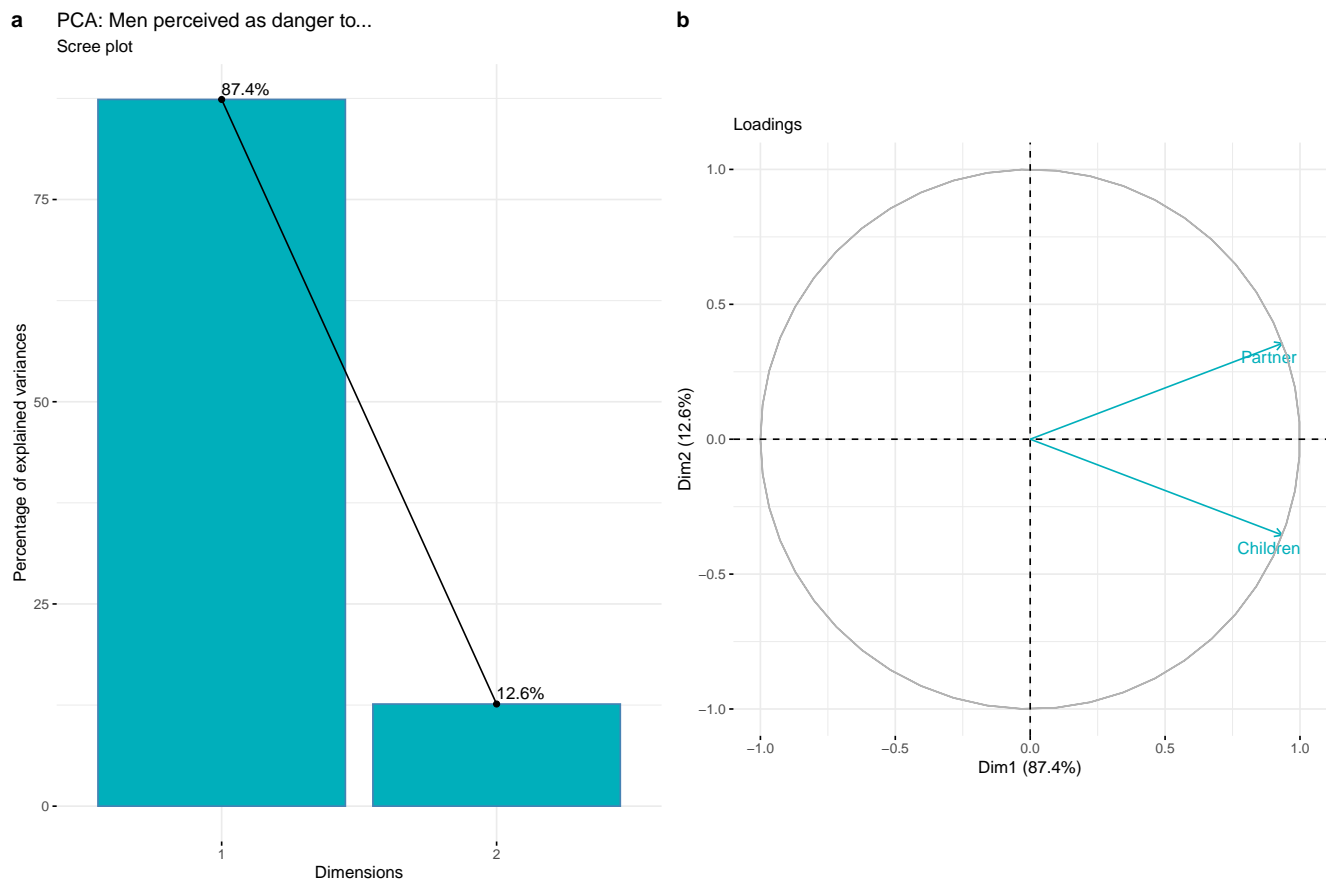 a
PCA: Men perceived as danger to...
Scree plot
87.4%
12.6%
75
50
25
0
Percentage of explained variances
1
2
Dimensions
b
Loadings
1.0
0.5
0.0
−0.5
−1.0
Dim2 (12.6%)
Partner
Children
−1.0
−0.5
0.0
0.5
1.0
Dim1 (87.4%)